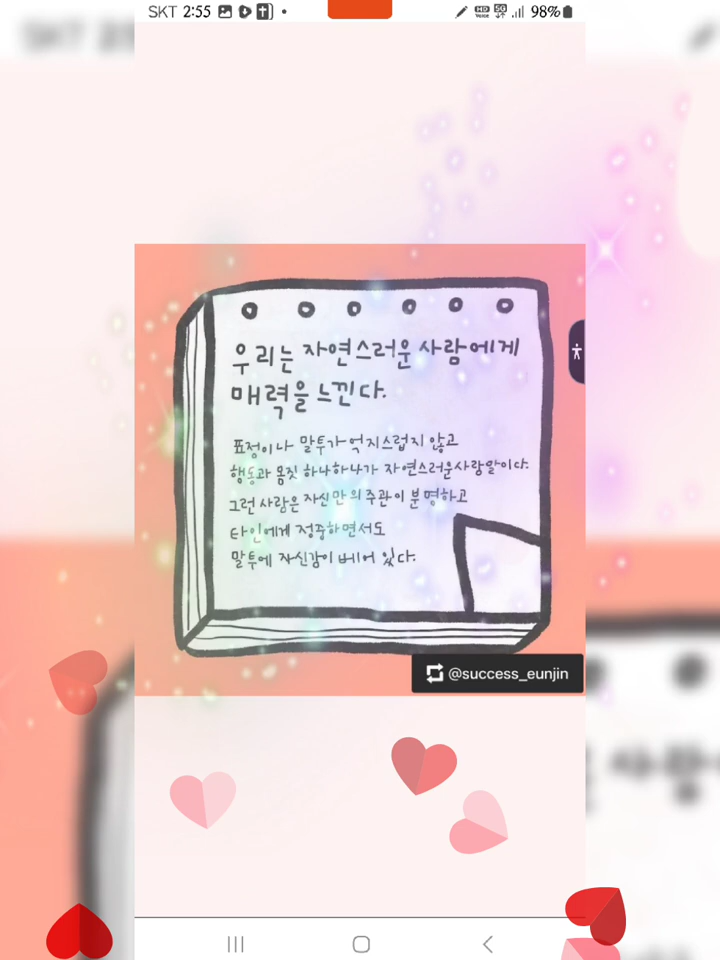 SKT 2:55
98%
우리는 자연스러운 사람에게
매력을 느낀다.
표정이나 말투가 억지스럽지 않고
행동과 몸짓 하나하나가 자연스러운사람말이다.
그런 사람은 자신만의 주관이 분명하고
타인에게 정중하면서도
말투에 자신감이 베어 있다.
@success_eunjin